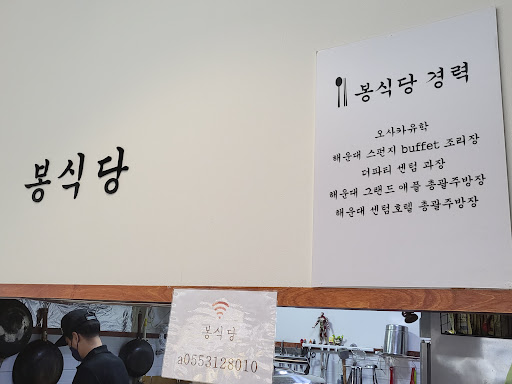 봉식당
봉식당 경력
오사카유학
해운대 스펀지 buffet 조리장
더파티 센텀 과장
해운대 그랜드 애플 총괄주방장
해운대 센텀호텔 총괄주방장
봉식당
a0553128010